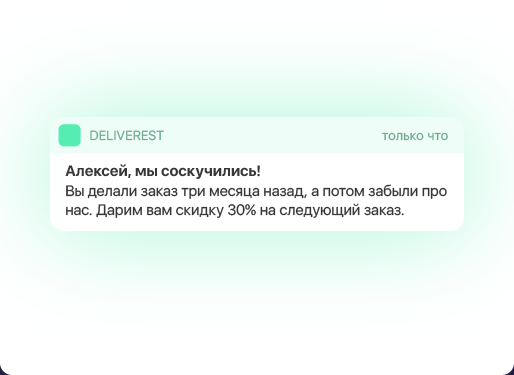 DELIVEREST только что
Алексей, мы соскучились!
Вы делали заказ три месяца назад, а потом забыли про
нас. Дарим вам скидку 30% на следующий заказ.